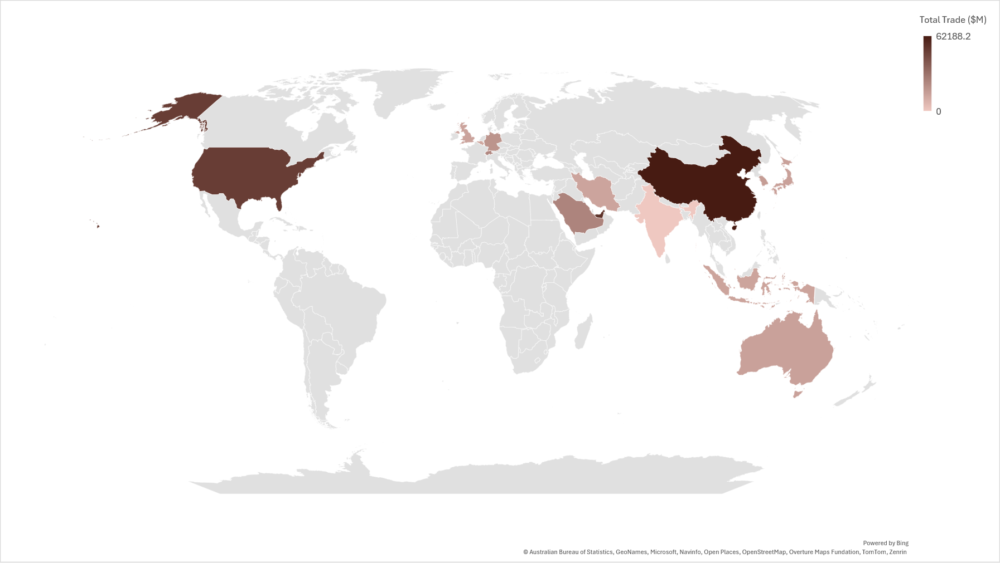 Total Trade ($M)
62188.2
0
Powered by Bing
© Australian Bureau of Statistics, GeoNames, Microsoft, Navinfo, Open Places, OpenStreetMap, Overture Maps Fundation, TomTom, Zenrin